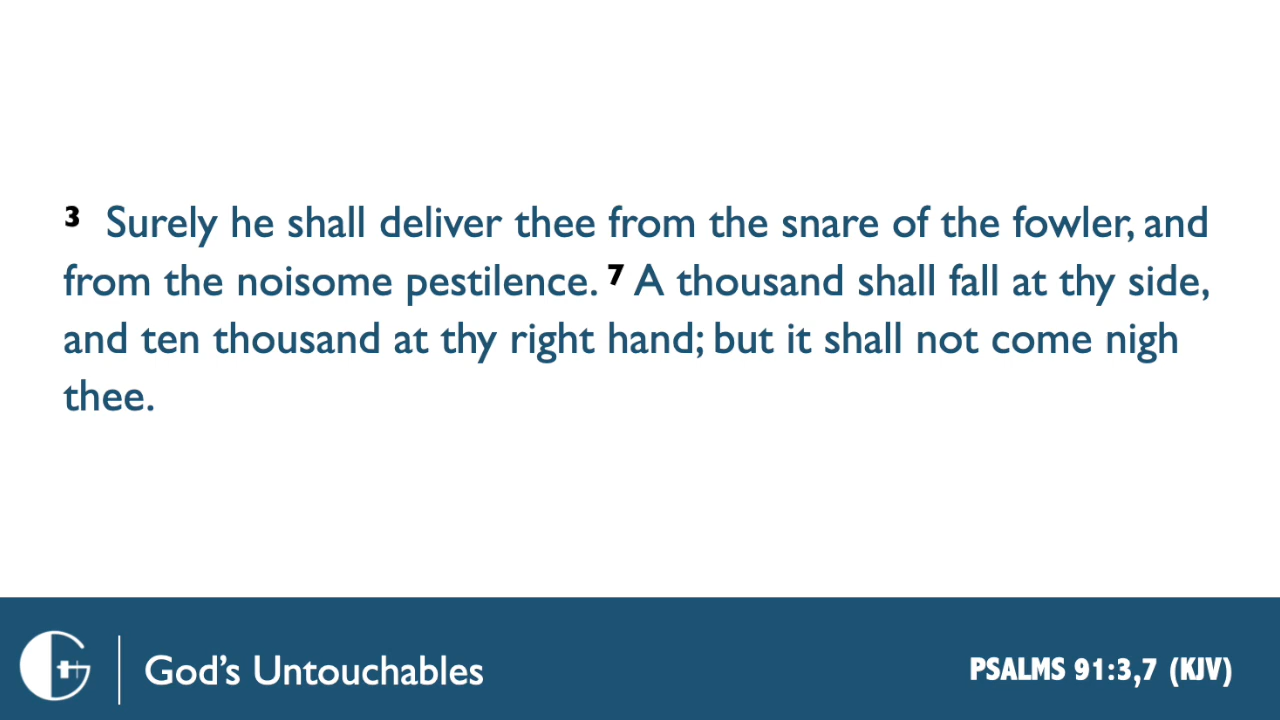 3 Surely he shall deliver thee from the snare of the fowler, and
from the noisome pestilence. 7 A thousand shall fall at thy side,
and ten thousand at thy right hand; but it shall not come nigh
thee.
God’s Untouchables
PSALMS 91:3,7 (KJV)